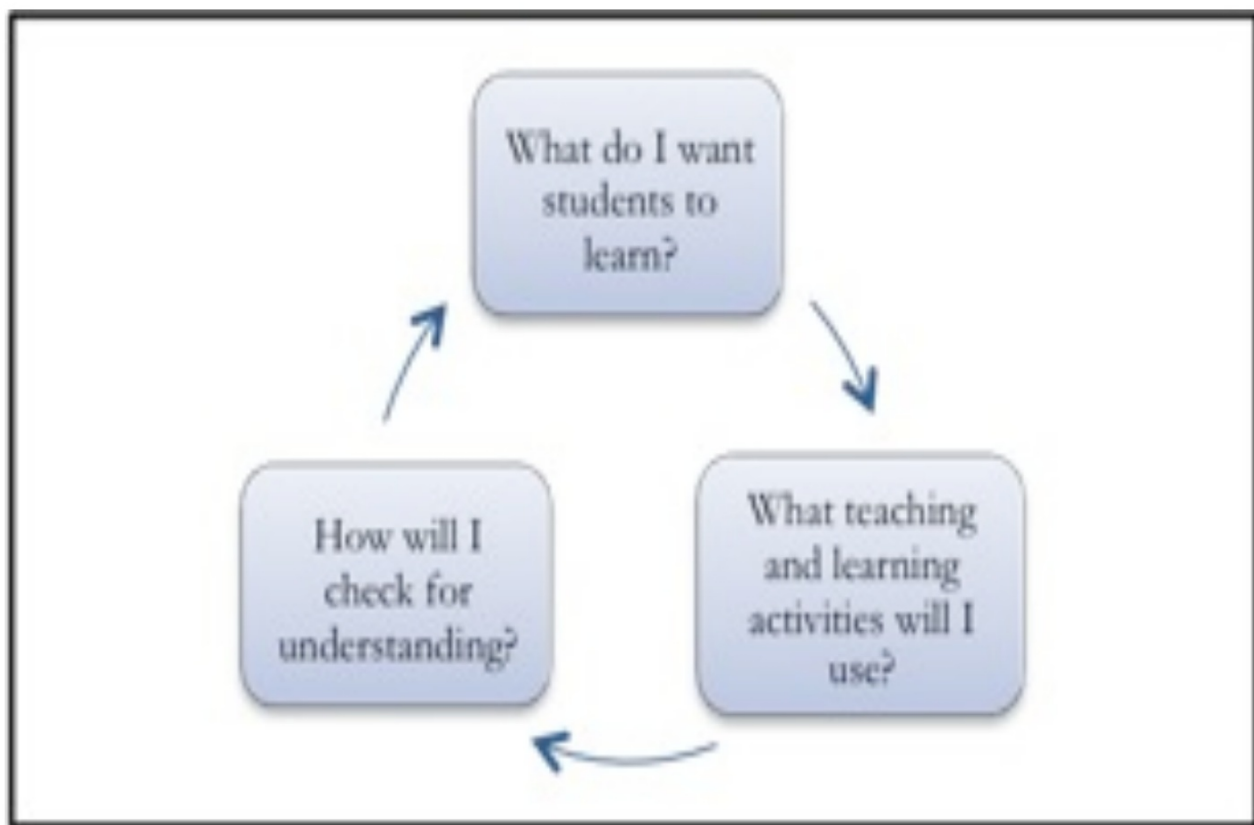 What do I want
students to
learn?
What teaching
and learning
activities will I
use?
How will I
check for
understanding?